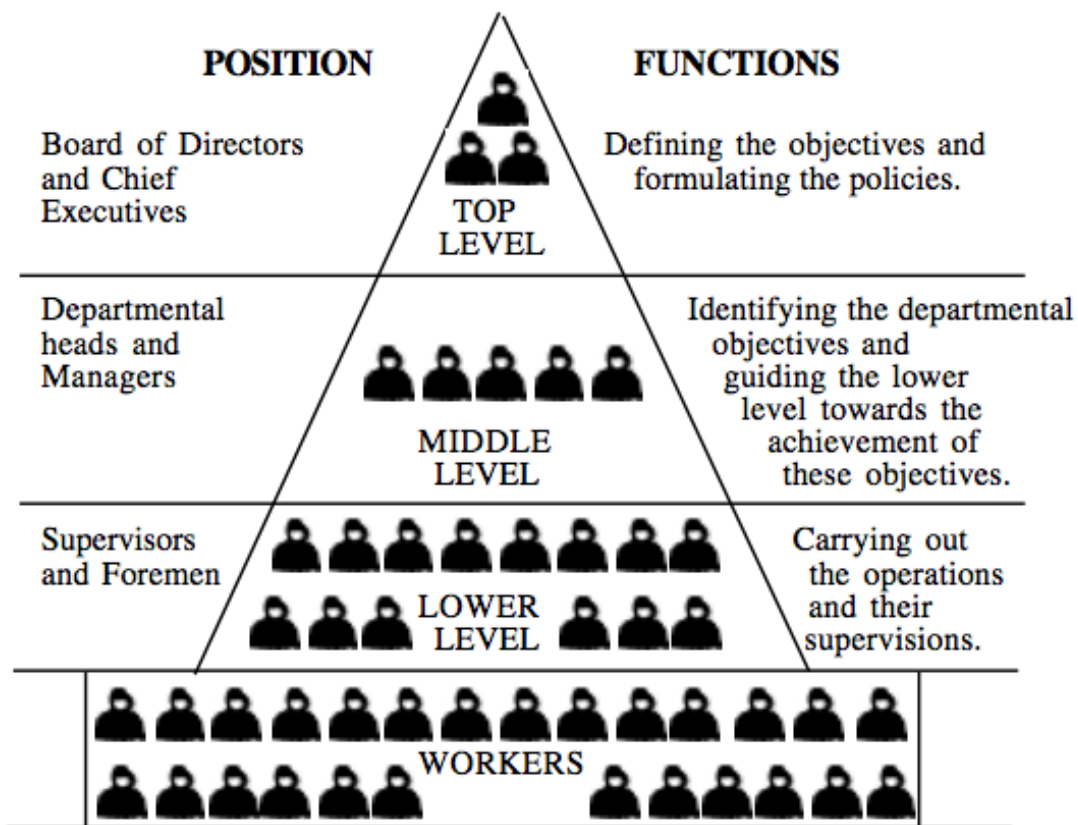 POSITION
FUNCTIONS
Board of Directors
and Chief
Executives
Defining the objectives and
formulating the policies.
TOP
LEVEL
Departmental
heads and
Managers
Identifying the departmental
objectives and
guiding the lower
level towards the
achievement of
these objectives.
MIDDLE
LEVEL
Supervisors
and Foremen
Carrying out
the operations
and their
supervisions.
LOWER
LEVEL
WORKERS